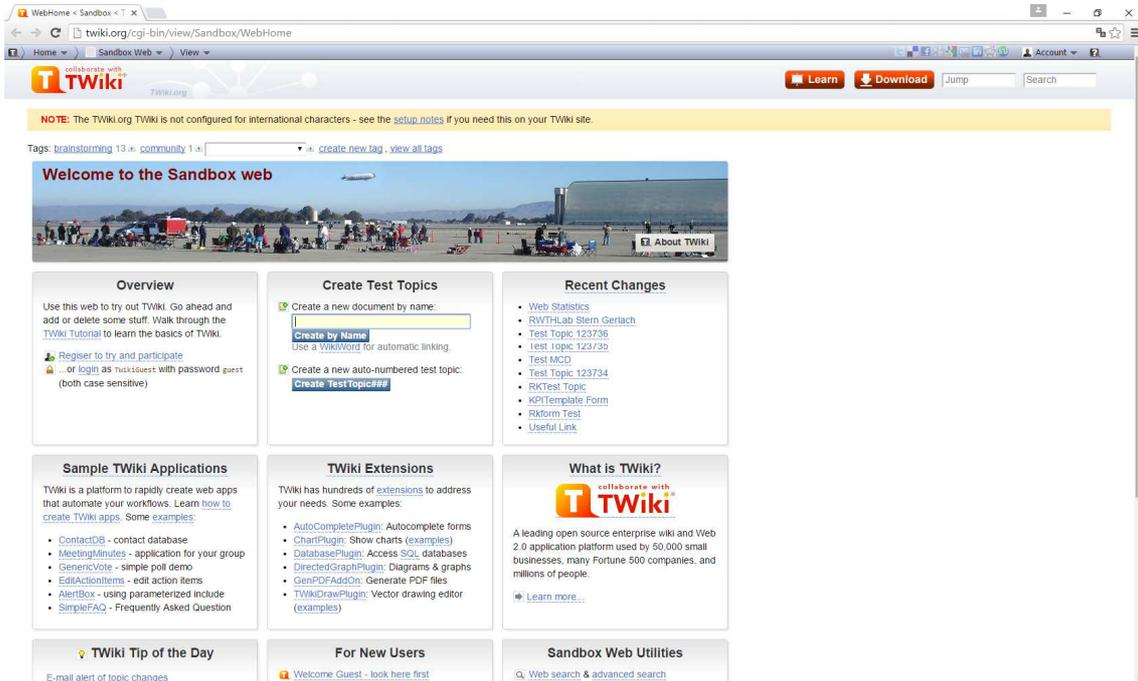 WebHome < Sandbox < T
twiki.org/cgi-bin/view/Sandbox/WebHome
Home
Sandbox Web
View
Account
collaborate with
TWiki
TWiki.org
Learn
Download
Jump
Search
NOTE: The TWiki.org TWiki is not configured for international characters - see the setup notes if you need this on your TWiki site.
Tags: brainstorming 13 community 1 create new tag , view all tags
Welcome to the Sandbox web
About TWiki
Overview
Use this web to try out TWiki. Go ahead and
add or delete some stuff. Walk through the
TWiki Tutorial to learn the basics of TWiki.
Regiser to try and participate
...or login as TwikiGuest with password guest
(both case sensitive)
Create Test Topics
Create a new document by name:
Create by Name
Use a WikiWord for automatic linking.
Create a new auto-numbered test topic:
Create TestTopic###
Recent Changes
• Web Statistics
• RWTHLab Stern Gerlach
• Test Topic 123736
• Test Topic 123735
• Test MCD
• Test Topic 123734
• RKTest Topic
• KPITemplate Form
• Rkform Test
• Useful Link
Sample TWiki Applications
TWiki is a platform to rapidly create web apps
that automate your workflows. Learn how to
create TWiki apps. Some examples:
• ContactDB - contact database
• MeetingMinutes - application for your group
• GenericVote - simple poll demo
• EditActionItems - edit action items
• AlertBox - using parameterized include
• SimpleFAQ - Frequently Asked Question
TWiki Extensions
TWiki has hundreds of extensions to address
your needs. Some examples:
• AutoCompletePlugin: Autocomplete forms
• ChartPlugin: Show charts (examples)
• DatabasePlugin: Access SQL databases
• DirectedGraphPlugin: Diagrams & graphs
• GenPDFAddOn: Generate PDF files
• TWikiDrawPlugin: Vector drawing editor
(examples)
What is TWiki?
collaborate with
TWiki
A leading open source enterprise wiki and Web
2.0 application platform used by 50,000 small
businesses, many Fortune 500 companies, and
millions of people.
Learn more...
TWiki Tip of the Day
E-mail alert of topic changes
For New Users
Welcome Guest - look here first
Sandbox Web Utilities
Web search & advanced search